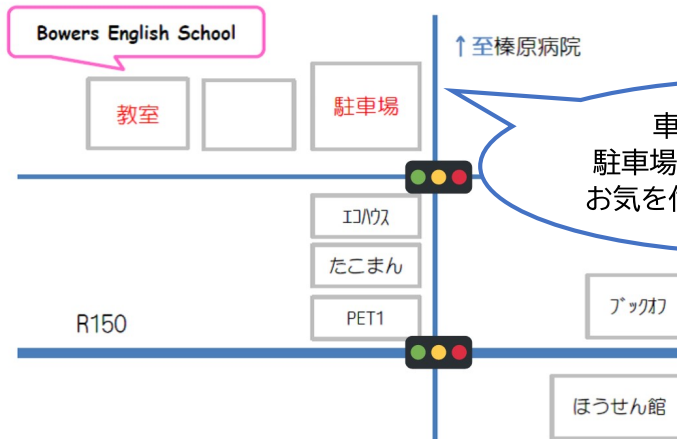 Bowers English School
↑至榛原病院
教室
駐車場
車
駐車場
お気を
エコハウス
たこまん
PET1
R150
ブックオフ
ほうせん館